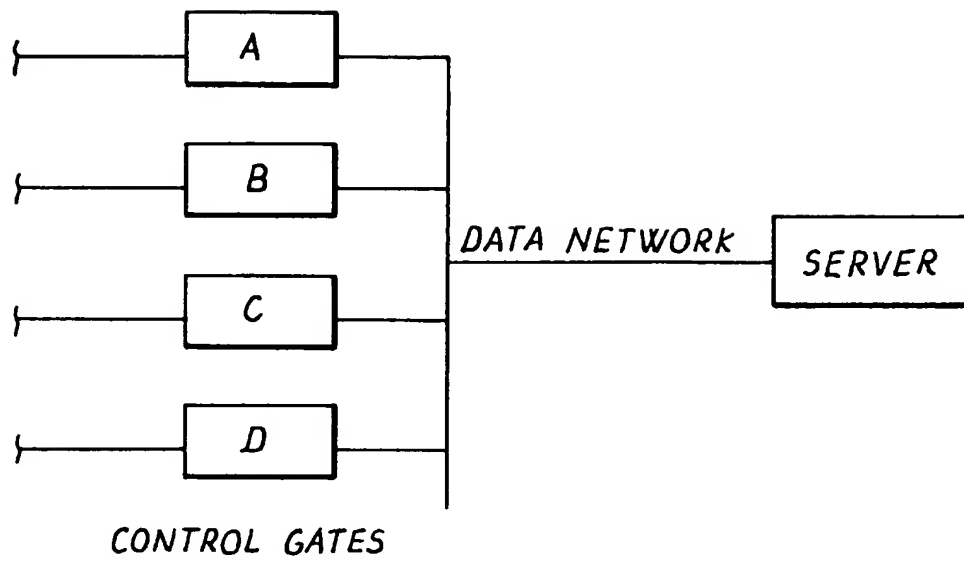 A
B
DATA NETWORK
SERVER
C
D
CONTROL GATES